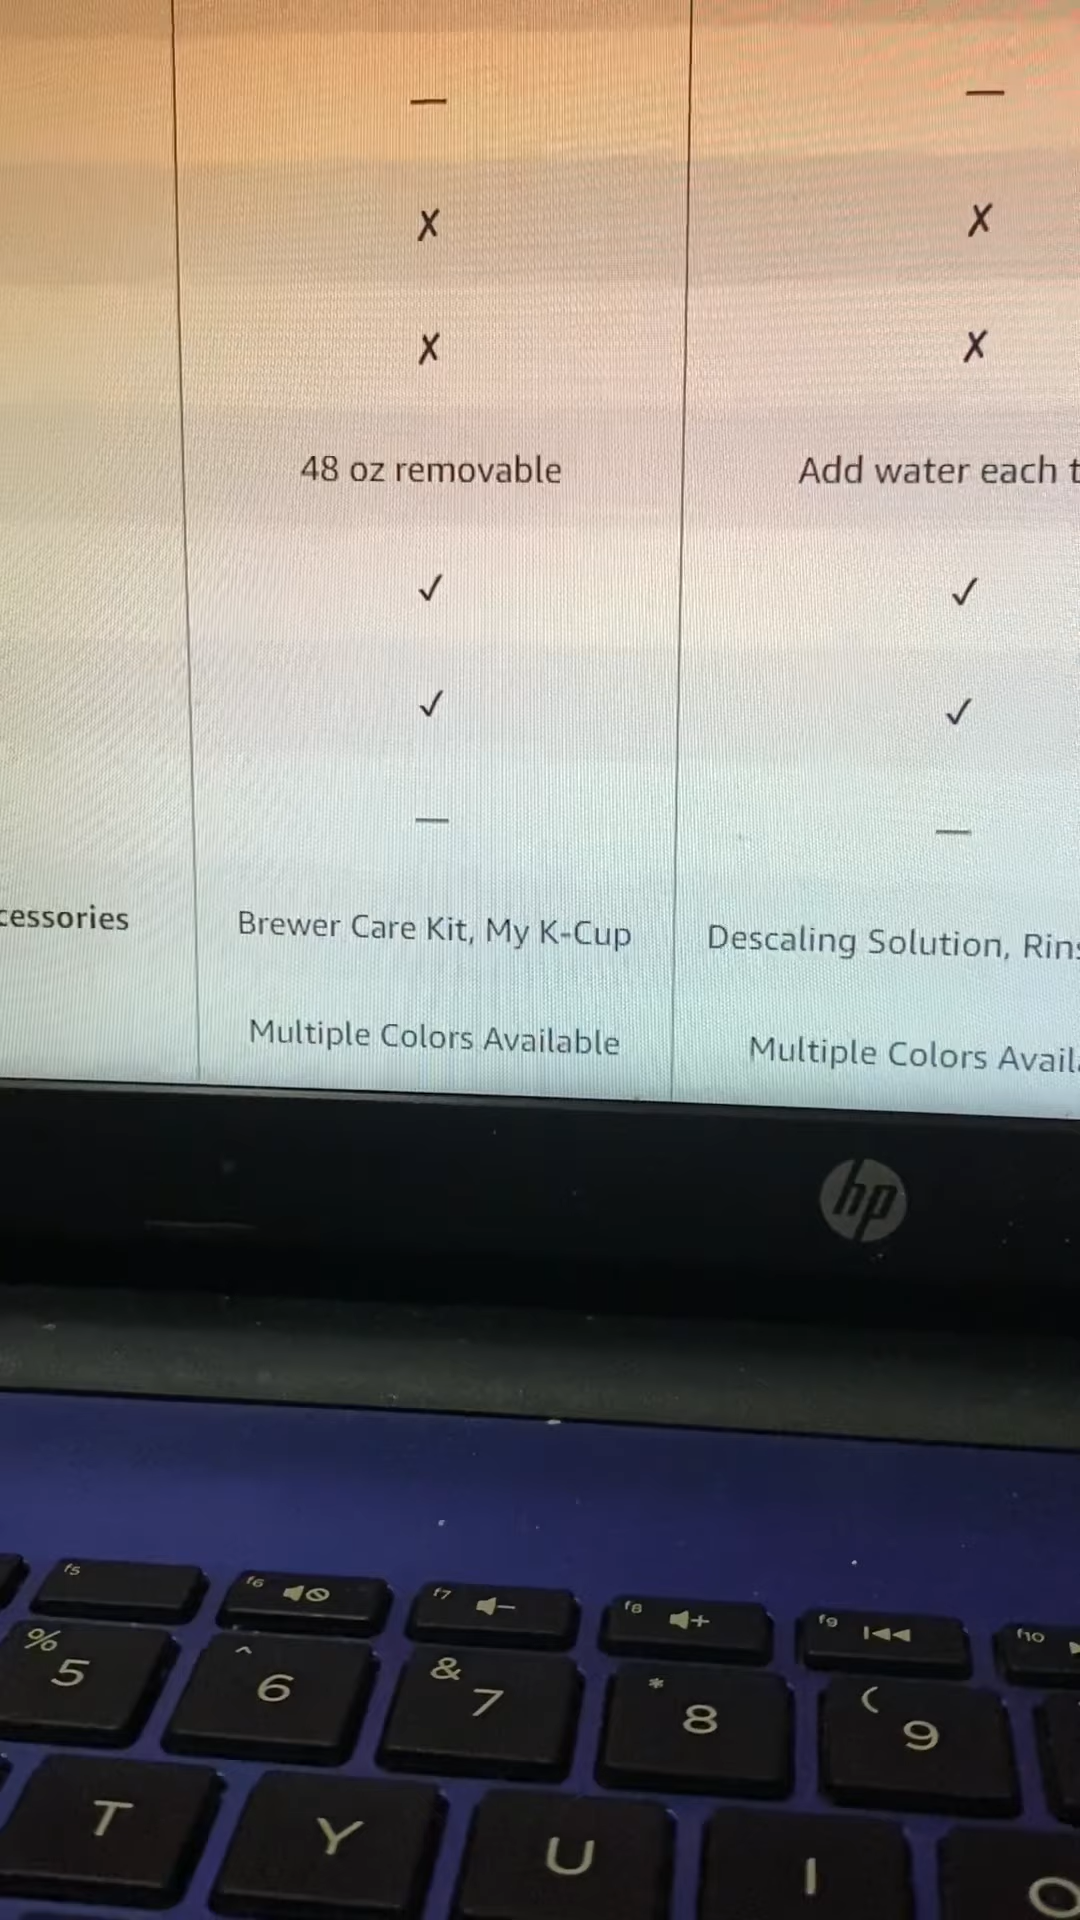 — —
X X
X X
48 oz removable Add water each t
✓ ✓
✓ ✓
— —
cessories Brewer Care Kit, My K-Cup Descaling Solution, Rins
Multiple Colors Available Multiple Colors Avail
hp
f5 f6 f7 f8 f9 f10
% 5 ^ 6 & 7 * 8 ( 9
T Y U I O